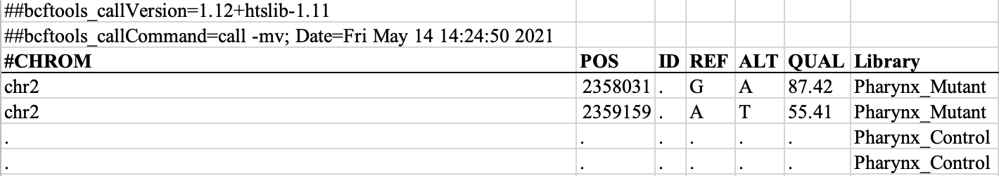 ##bcftools_callVersion=1.12+htslib-1.11
##bcftools_callCommand=call -mv; Date=Fri May 14 14:24:50 2021
#CHROM POS ID REF ALT QUAL Library
chr2 2358031 . G A 87.42 Pharynx_Mutant
chr2 2359159 . A T 55.41 Pharynx_Mutant
. . . . . . Pharynx_Control
. . . . . . Pharynx_Control